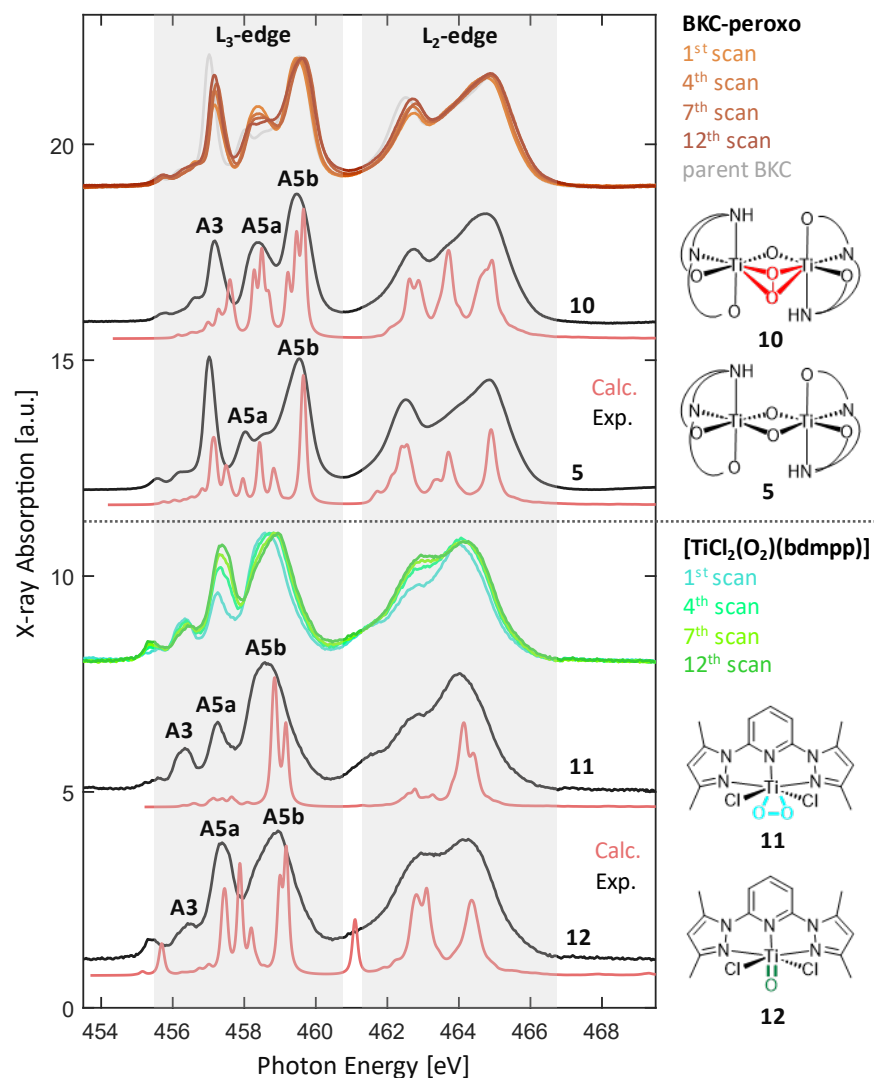 L₃-edge
L₂-edge
A3
A5a
A5b
10
A5b
A5a
Calc.
Exp.
5
A5b
A5a
A3
11
A5a
A5b
A3
Calc.
Exp.
12
20
15
10
5
0
X-ray Absorption [a.u.]
454 456 458 460 462 464 466 468
Photon Energy [eV]
BKC-peroxo
1ˢᵗ scan
4ᵗʰ scan
7ᵗʰ scan
12ᵗʰ scan
parent BKC
NH O
N O N
Ti Ti
O O O O
O HN
10
NH O
N O N
Ti Ti
O O O
O HN
5
[TiCl₂(O₂)(bdmpp)]
1ˢᵗ scan
4ᵗʰ scan
7ᵗʰ scan
12ᵗʰ scan
N N N
N N
Ti
Cl Cl
O O
11
N N N
N N
Ti
Cl Cl
O
12